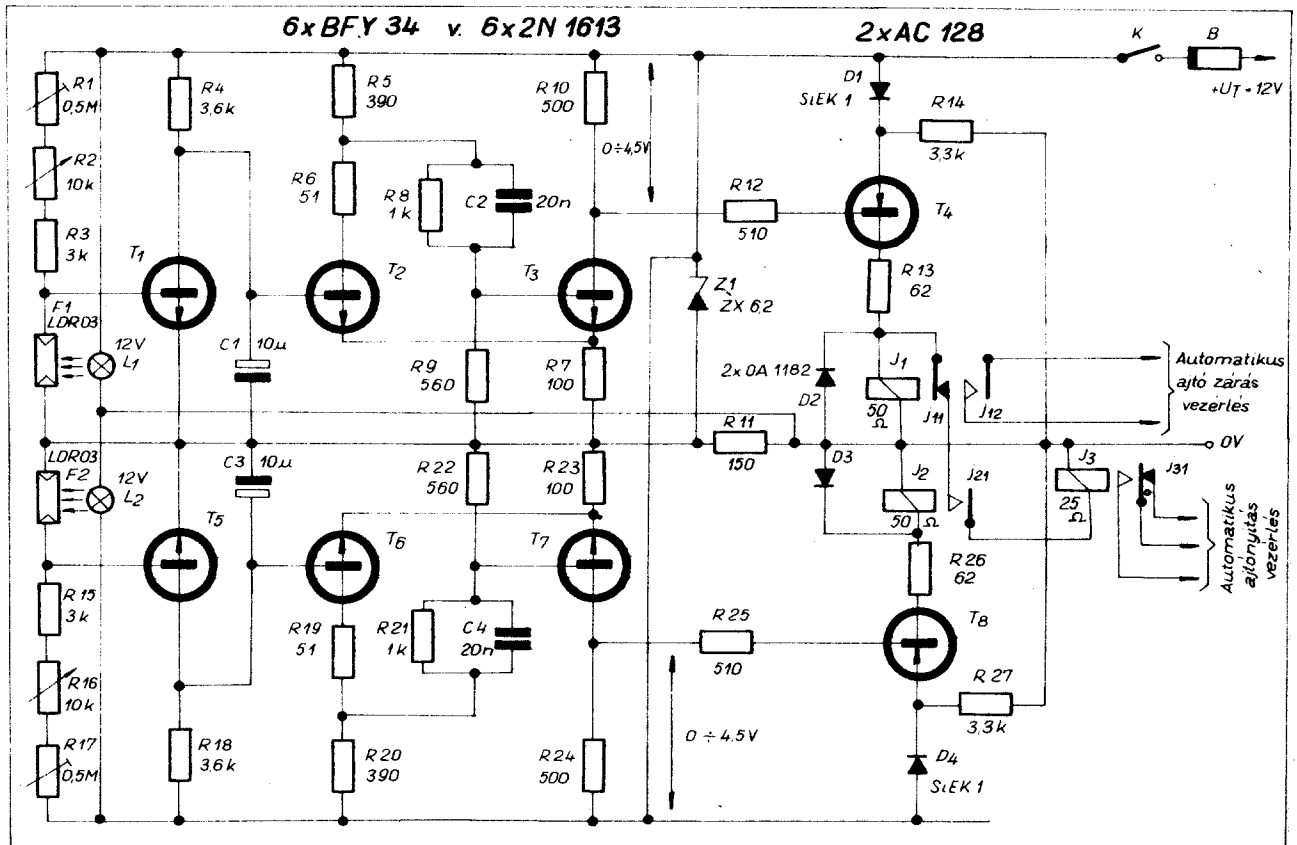 6xBFY 34 v. 6x2N 1613
2xAC 128
K
B
+UT = 12V
R1
0,5M
R4
3,6k
R5
390
R10
500
D1
SiEK 1
R14
3,3k
0÷4,5V
R2
10k
R6
51
R8
1k
C2
20n
R12
510
T4
R3
3k
T1
T2
T3
R13
62
Z1
ZX 6,2
F1
LDR03
12V
L1
C1
10µ
R9
560
R7
100
2x0A 1182
D2
J1
50
Ω
J11
J12
Automatikus
ajtó zárás
vezérlés
R11
150
0V
LDR03
F2
12V
L2
C3
10µ
R22
560
R23
100
D3
J2
50
Ω
J21
J3
25
Ω
J31
Automatikus
ajtónyitás
vezérlés
T5
T6
T7
R26
62
R15
3k
R19
51
R21
1k
C4
20n
R25
510
T8
R16
10k
R27
3,3k
R17
0,5M
R18
3,6k
R20
390
R24
500
0÷4,5V
D4
SiEK 1